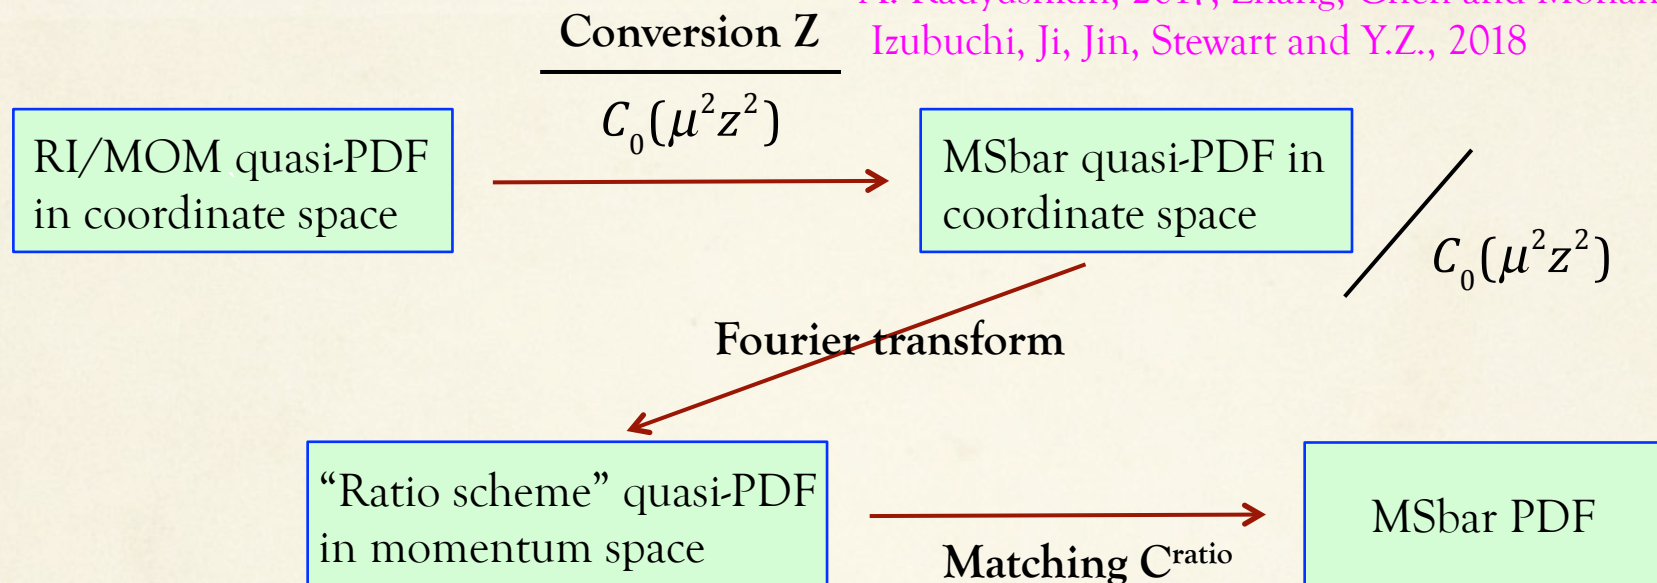 Izubuchi, Ji, Jin, Stewart and Y.Z., 2018
Conversion Z
C₀(μ²z²)
RI/MOM quasi-PDF
in coordinate space
MSbar quasi-PDF in
coordinate space
C₀(μ²z²)
Fourier transform
“Ratio scheme” quasi-PDF
in momentum space
Matching Cʳᵃᵗⁱᵒ
MSbar PDF